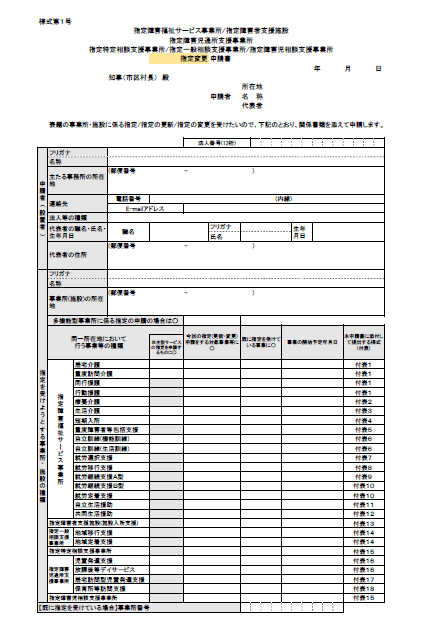 様式第1号
指定障害福祉サービス事業所/指定障害者支援施設
指定障害児通所支援事業所
指定特定相談支援事業所/指定一般相談支援事業所/指定障害児相談支援事業所
指定変更 申請書
年 月 日
知事(市区村長) 殿
所在地
申請者 名 称
代表者
表題の事業所・施設に係る指定/指定の更新/指定の変更を受けたいので、下記のとおり、関係書類を添えて申請します。
法人番号(13桁)
申請者(設置者)
フリガナ
名称
主たる事務所の所在地
(郵便番号 － )
連絡先
電話番号 (内線)
E-mailアドレス
法人等の種類
代表者の職名・氏名・生年月日
職名
フリガナ
氏名
生年月日
代表者の住所
(郵便番号 － )
指定を受けようとする事業所・施設の種類
フリガナ
名称
事業所(施設)の所在地
(郵便番号 － )
多機能型事業所に係る指定の申請の場合は〇
同一所在地において行う事業等の種類
共生型サービスの指定を申請するものに〇
今回の指定(更新・変更)申請をする対象事業等に〇
既に指定を受けている事業に〇
事業の開始予定年月日
本申請書に添付して提出する様式(付表)
指定障害福祉サービス事業所
居宅介護 付表1
重度訪問介護 付表1
同行援護 付表1
行動援護 付表1
療養介護 付表2
生活介護 付表3
短期入所 付表4
重度障害者等包括支援 付表5
自立訓練(機能訓練) 付表6
自立訓練(生活訓練) 付表6
就労選択支援 付表7
就労移行支援 付表8
就労継続支援A型 付表9
就労継続支援B型 付表10
就労定着支援 付表10
自立生活援助 付表11
共同生活援助 付表12
指定障害者支援施設(施設入所支援) 付表13
指定一般相談支援事業所
地域移行支援 付表14
地域定着支援 付表14
指定特定相談支援事業所 付表15
指定障害児通所支援事業所
児童発達支援 付表16
放課後等デイサービス 付表16
居宅訪問型児童発達支援 付表17
保育所等訪問支援 付表18
指定障害児相談支援事業所 付表15
【既に指定を受けている場合】事業所番号